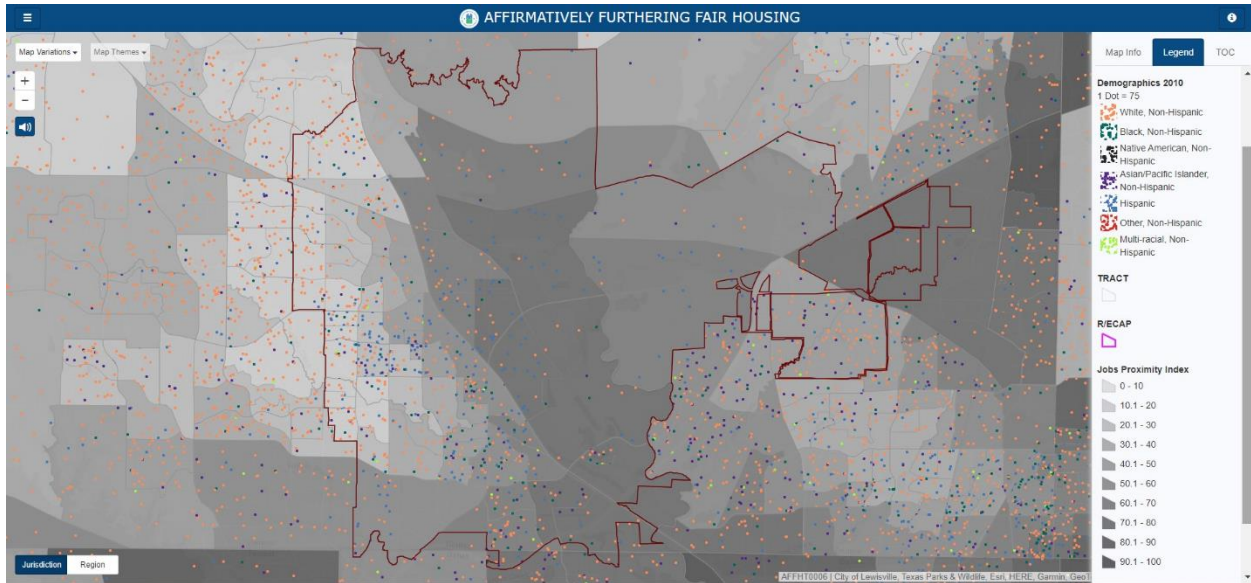 AFFIRMATIVELY FURTHERING FAIR HOUSING
Map Variations
Map Themes
+
−
Map Info
Legend
TOC
Demographics 2010
1 Dot = 75
White, Non-Hispanic
Black, Non-Hispanic
Native American, Non-
Hispanic
Asian/Pacific Islander,
Non-Hispanic
Hispanic
Other, Non-Hispanic
Multi-racial, Non-
Hispanic
TRACT
R/ECAP
Jobs Proximity Index
0 - 10
10.1 - 20
20.1 - 30
30.1 - 40
40.1 - 50
50.1 - 60
60.1 - 70
70.1 - 80
80.1 - 90
90.1 - 100
Jurisdiction
Region
AFFHT0006 | City of Lewisville, Texas Parks & Wildlife, Esri, HERE, Garmin, GeoT